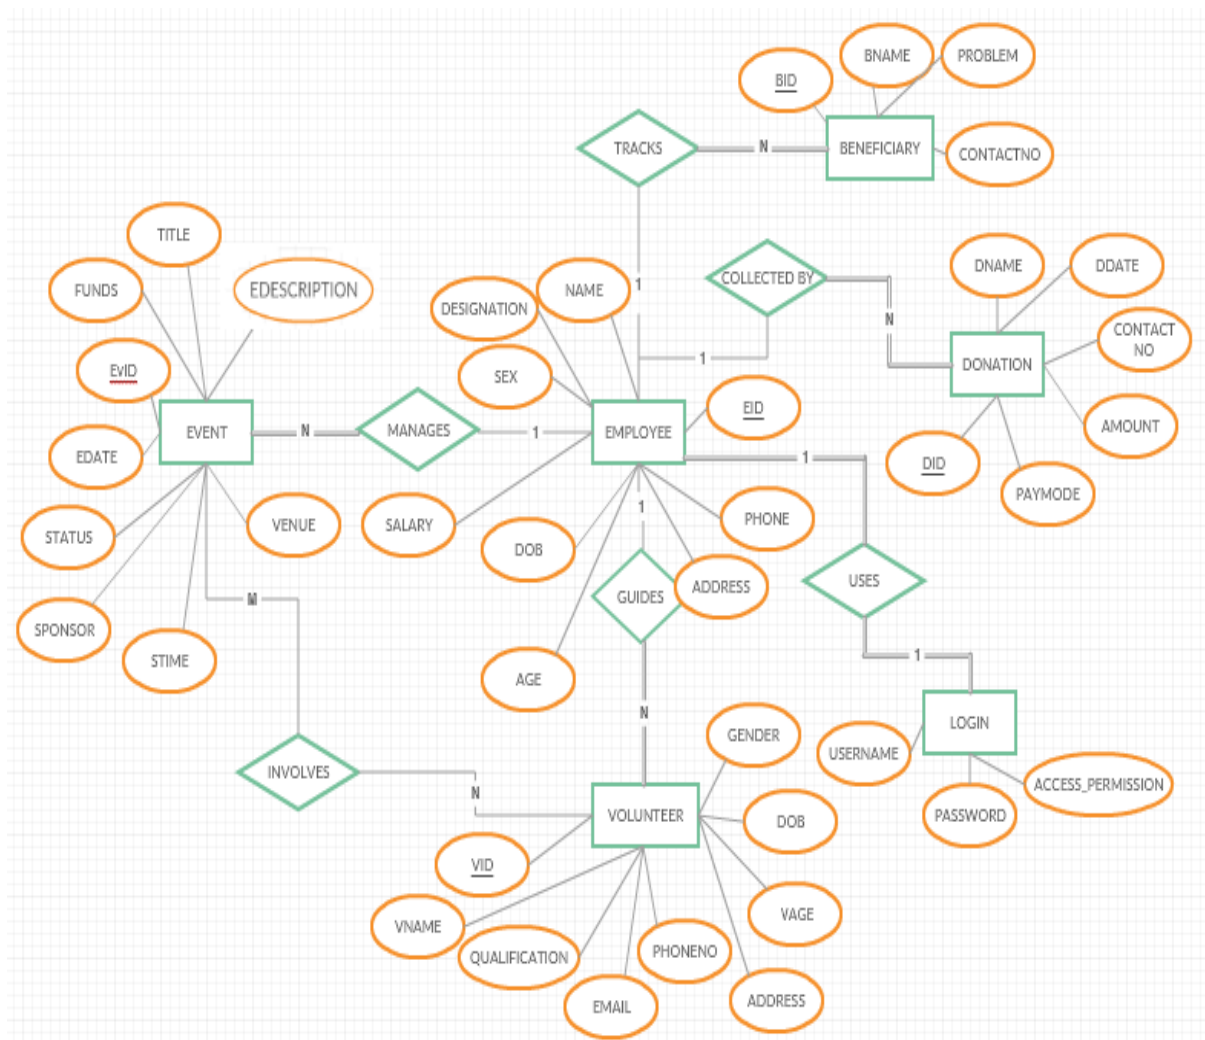 BNAME
PROBLEM
BID
TRACKS
N
BENEFICIARY
CONTACTNO
TITLE
FUNDS
EDESCRIPTION
DESIGNATION
NAME
1
COLLECTED BY
N
DNAME
DDATE
CONTACT
NO
DONATION
1
EvID
SEX
EID
AMOUNT
EVENT
N
MANAGES
1
EMPLOYEE
EDATE
1
DID
PAYMODE
STATUS
VENUE
SALARY
1
PHONE
DOB
ADDRESS
USES
GUIDES
M
SPONSOR
STIME
AGE
1
N
GENDER
LOGIN
USERNAME
ACCESS_PERMISSION
PASSWORD
INVOLVES
N
VOLUNTEER
DOB
VID
VNAME
VAGE
QUALIFICATION
PHONENO
EMAIL
ADDRESS